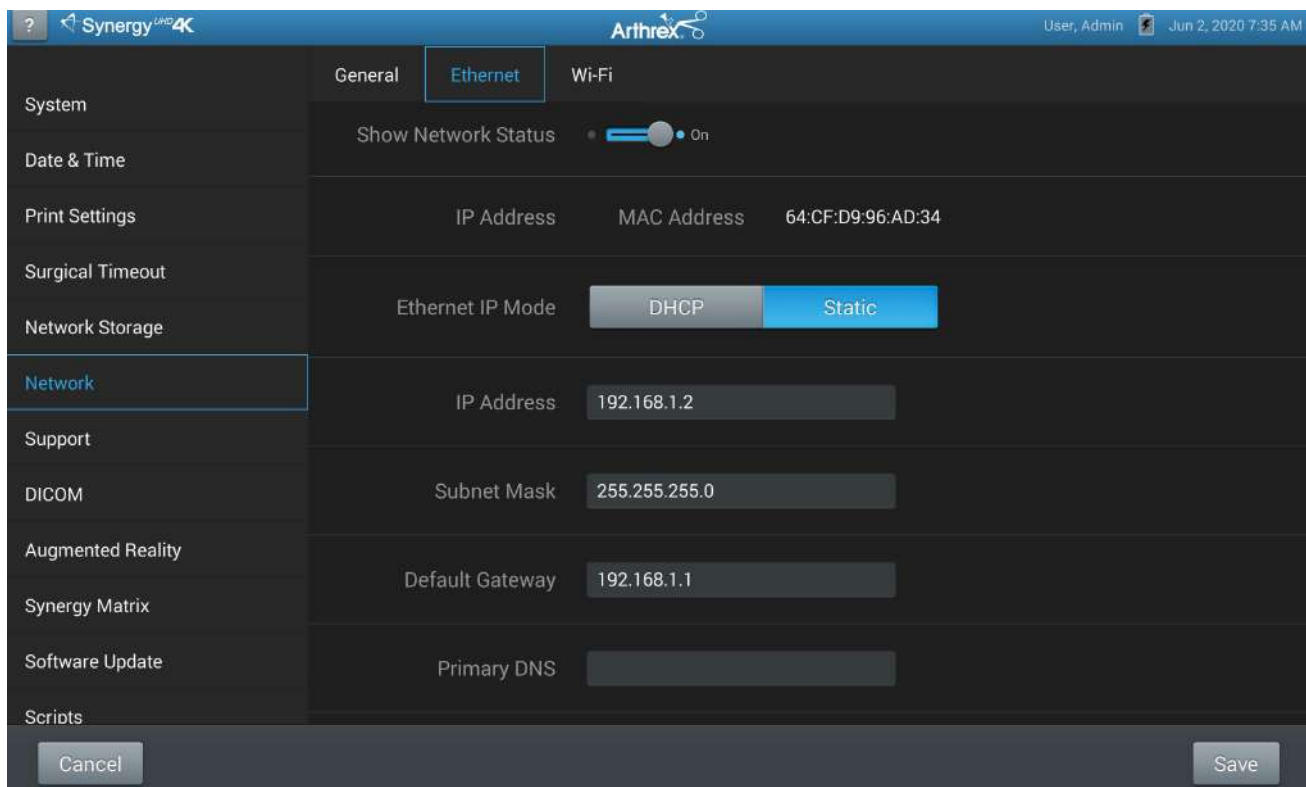 ? Synergy UHD4K Arthrex User, Admin Jun 2, 2020 7:35 AM
General Ethernet Wi-Fi
System
Show Network Status On
Date & Time
Print Settings
IP Address MAC Address 64:CF:D9:96:AD:34
Surgical Timeout
Ethernet IP Mode DHCP Static
Network Storage
Network
IP Address 192.168.1.2
Support
Subnet Mask 255.255.255.0
DICOM
Augmented Reality
Default Gateway 192.168.1.1
Synergy Matrix
Software Update
Primary DNS
Scripts
Cancel Save